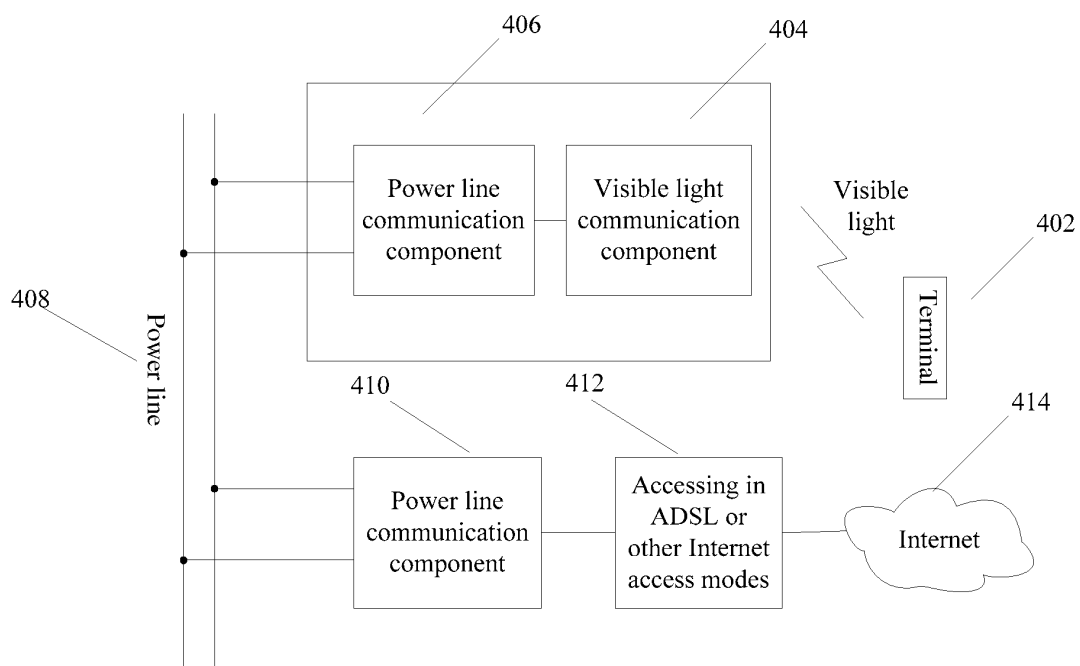 406
404
Power line
communication
component
Visible light
communication
component
Visible
light
402
Terminal
408
Power line
410
412
414
Power line
communication
component
Accessing in
ADSL or
other Internet
access modes
Internet